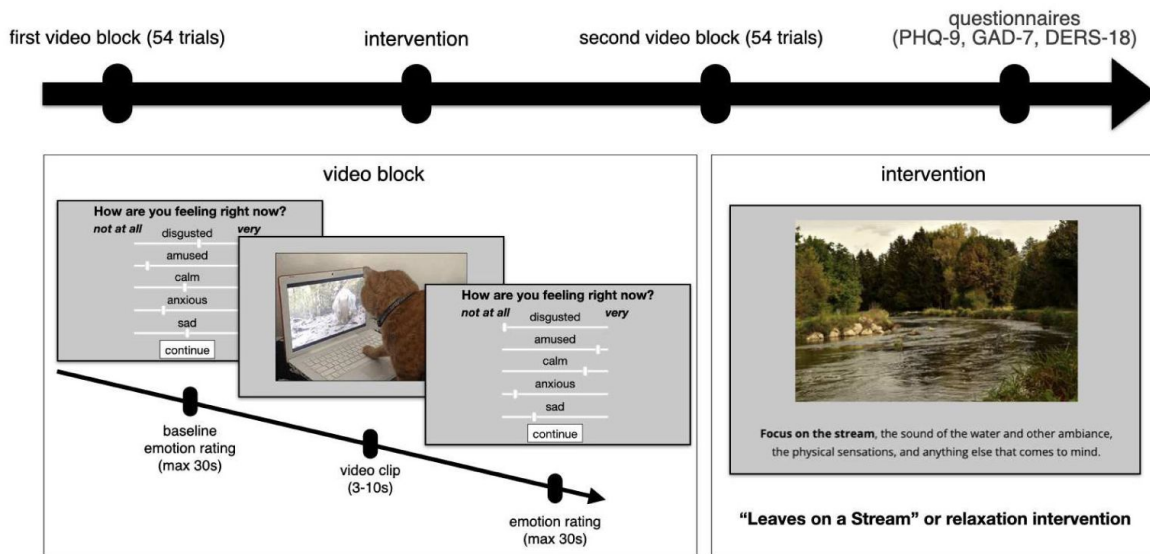 first video block (54 trials)
intervention
second video block (54 trials)
questionnaires
(PHQ-9, GAD-7, DERS-18)
video block
How are you feeling right now?
not at all
very
disgusted
amused
calm
anxious
sad
continue
How are you feeling right now?
not at all
very
disgusted
amused
calm
anxious
sad
continue
baseline
emotion rating
(max 30s)
video clip
(3-10s)
emotion rating
(max 30s)
intervention
Focus on the stream, the sound of the water and other ambiance,
the physical sensations, and anything else that comes to mind.
“Leaves on a Stream” or relaxation intervention